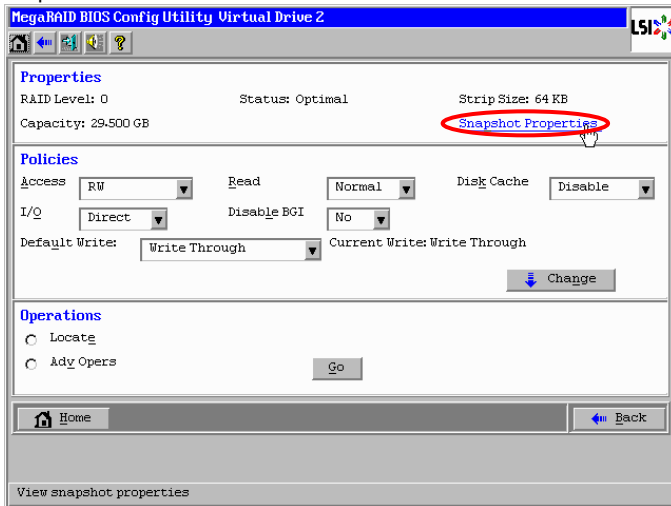 MegaRAID BIOS Config Utility Virtual Drive 2
LSI
?
Properties
RAID Level: 0 Status: Optimal Strip Size: 64 KB
Capacity: 29.500 GB Snapshot Properties
Policies
Access RW Read Normal Disk Cache Disable
I/O Direct Disable BGI No
Default Write: Write Through Current Write: Write Through
Change
Operations
Locate
Adv Opers Go
Home Back
View snapshot properties